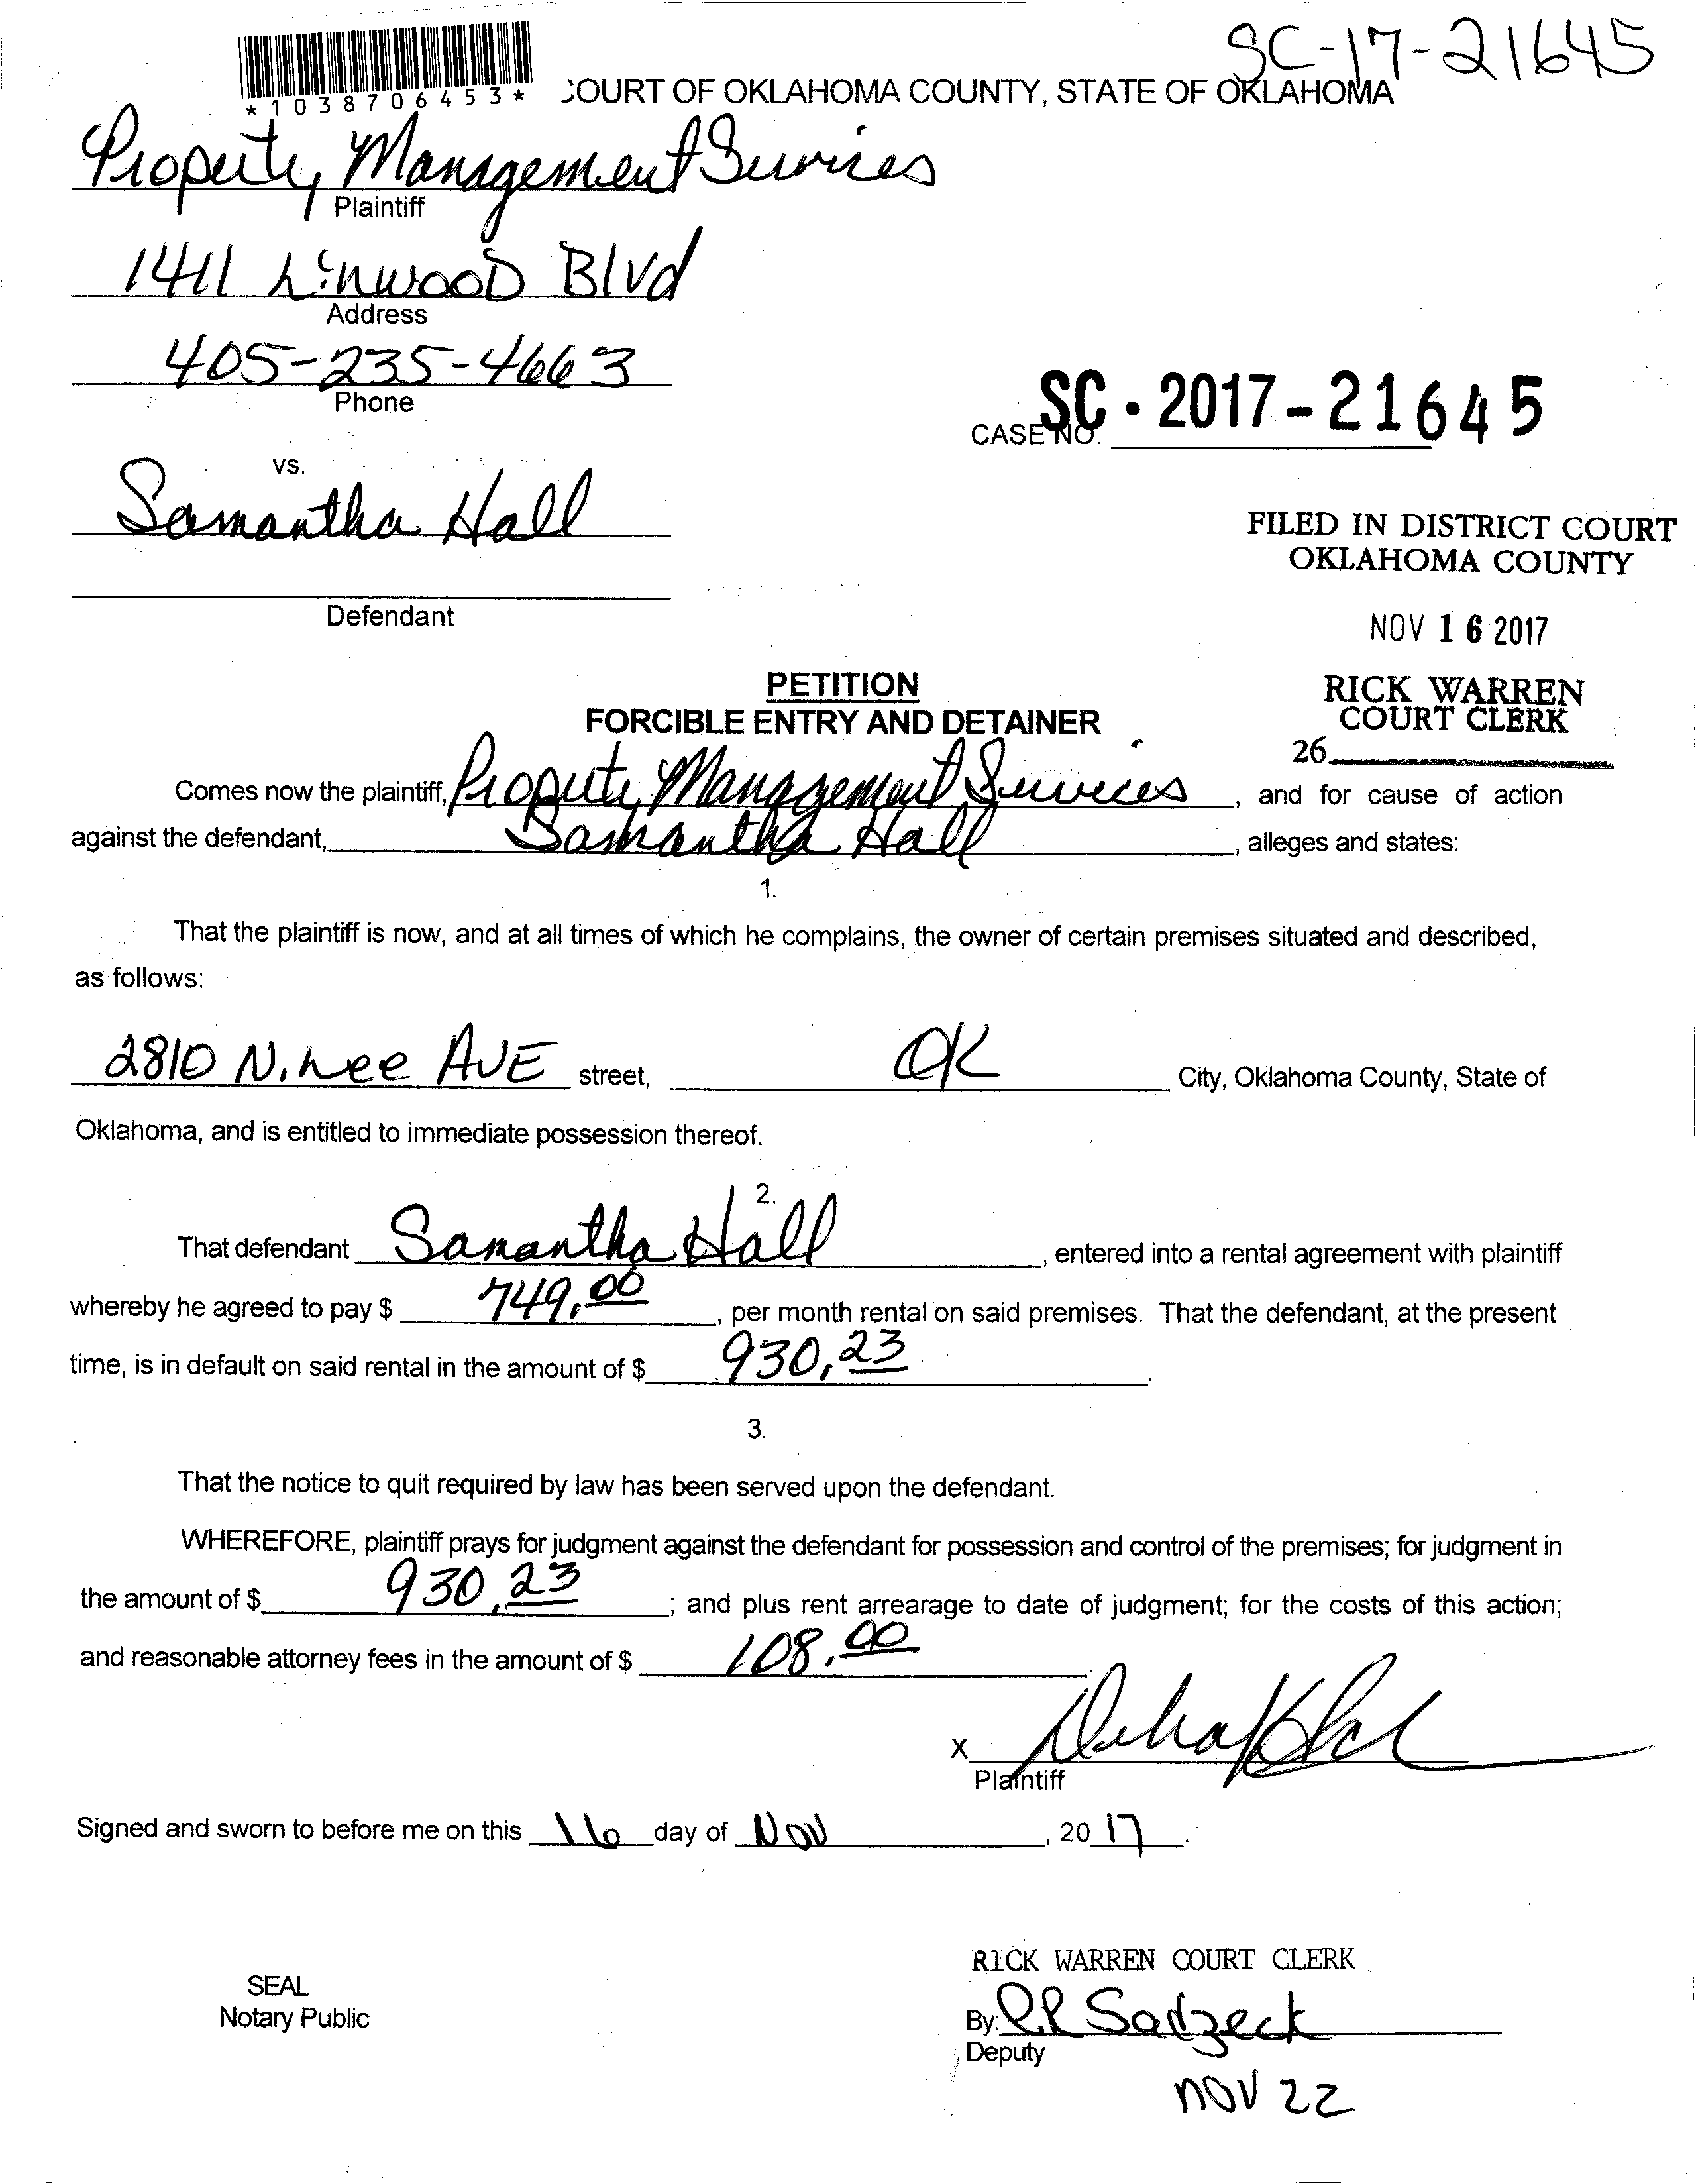 SC-17-21645
*1038706453*
COURT OF OKLAHOMA COUNTY, STATE OF OKLAHOMA
Property Management Services
Plaintiff
1411 Linwood Blvd
Address
405-235-4663
Phone
SC-2017-21645
CASE NO.
vs.
Samantha Hall
Defendant
FILED IN DISTRICT COURT
OKLAHOMA COUNTY
NOV 16 2017
RICK WARREN
COURT CLERK
26
PETITION
FORCIBLE ENTRY AND DETAINER
Comes now the plaintiff, Property Management Services, and for cause of action
against the defendant, Samantha Hall, alleges and states:
1.
That the plaintiff is now, and at all times of which he complains, the owner of certain premises situated and described,
as follows:
2810 N. Lee AVE street, OK City, Oklahoma County, State of
Oklahoma, and is entitled to immediate possession thereof.
2.
That defendant Samantha Hall, entered into a rental agreement with plaintiff
whereby he agreed to pay $ 749.00, per month rental on said premises. That the defendant, at the present
time, is in default on said rental in the amount of $ 930.23.
3.
That the notice to quit required by law has been served upon the defendant.
WHEREFORE, plaintiff prays for judgment against the defendant for possession and control of the premises; for judgment in
the amount of $ 930.23; and plus rent arrearage to date of judgment; for the costs of this action;
and reasonable attorney fees in the amount of $ 108.00.
X
Plaintiff
Signed and sworn to before me on this 16 day of Nov, 20 17.
RICK WARREN COURT CLERK
SEAL
Notary Public
By: Sadzeck
Deputy
NOV 22